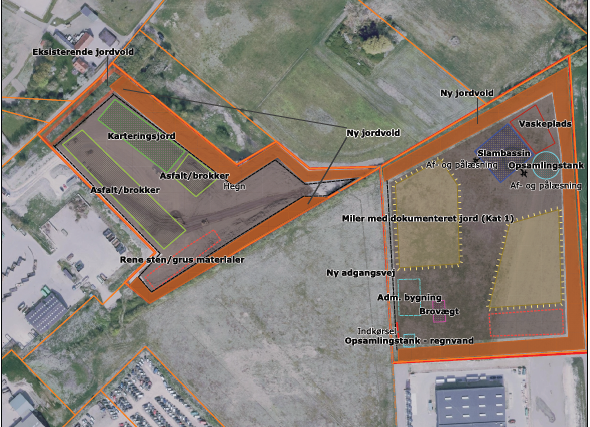 Eksisterende jordvold
Ny jordvold
Vaskeplads
Karteringsjord
Ny jordvold
Slambassin
Af- og pålæsning
Opsamlingstank
Asfalt/brokker
Hegn
Af- og pålæsning
Asfalt/brokker
Miler med dokumenteret jord (Kat 1)
Rene sten/grus materialer
Ny adgangsvej
Adm. bygning
Brovægt
Indkørsel
Opsamlingstank - regnvand